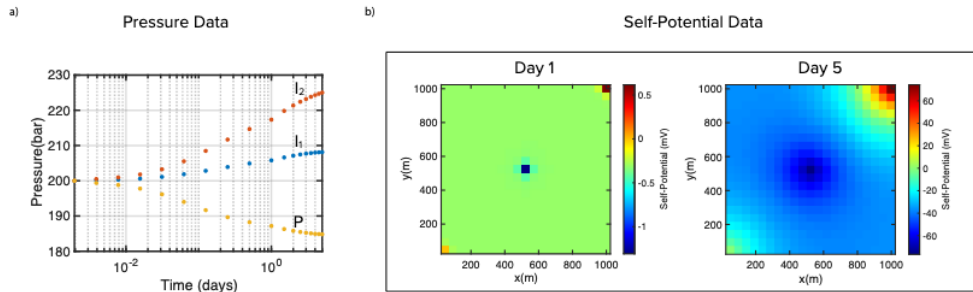 a)
Pressure Data
230
220
210
200
190
180
Pressure(bar)
I₂
I₁
P
10⁻²
10⁰
Time (days)
b)
Self-Potential Data
Day 1
1000
800
600
400
200
y(m)
200 400 600 800 1000
x(m)
0.5
0
-0.5
-1
Self-Potential (mV)
Day 5
1000
800
600
400
200
y(m)
200 400 600 800 1000
x(m)
60
40
20
0
-20
-40
-60
Self-Potential (mV)